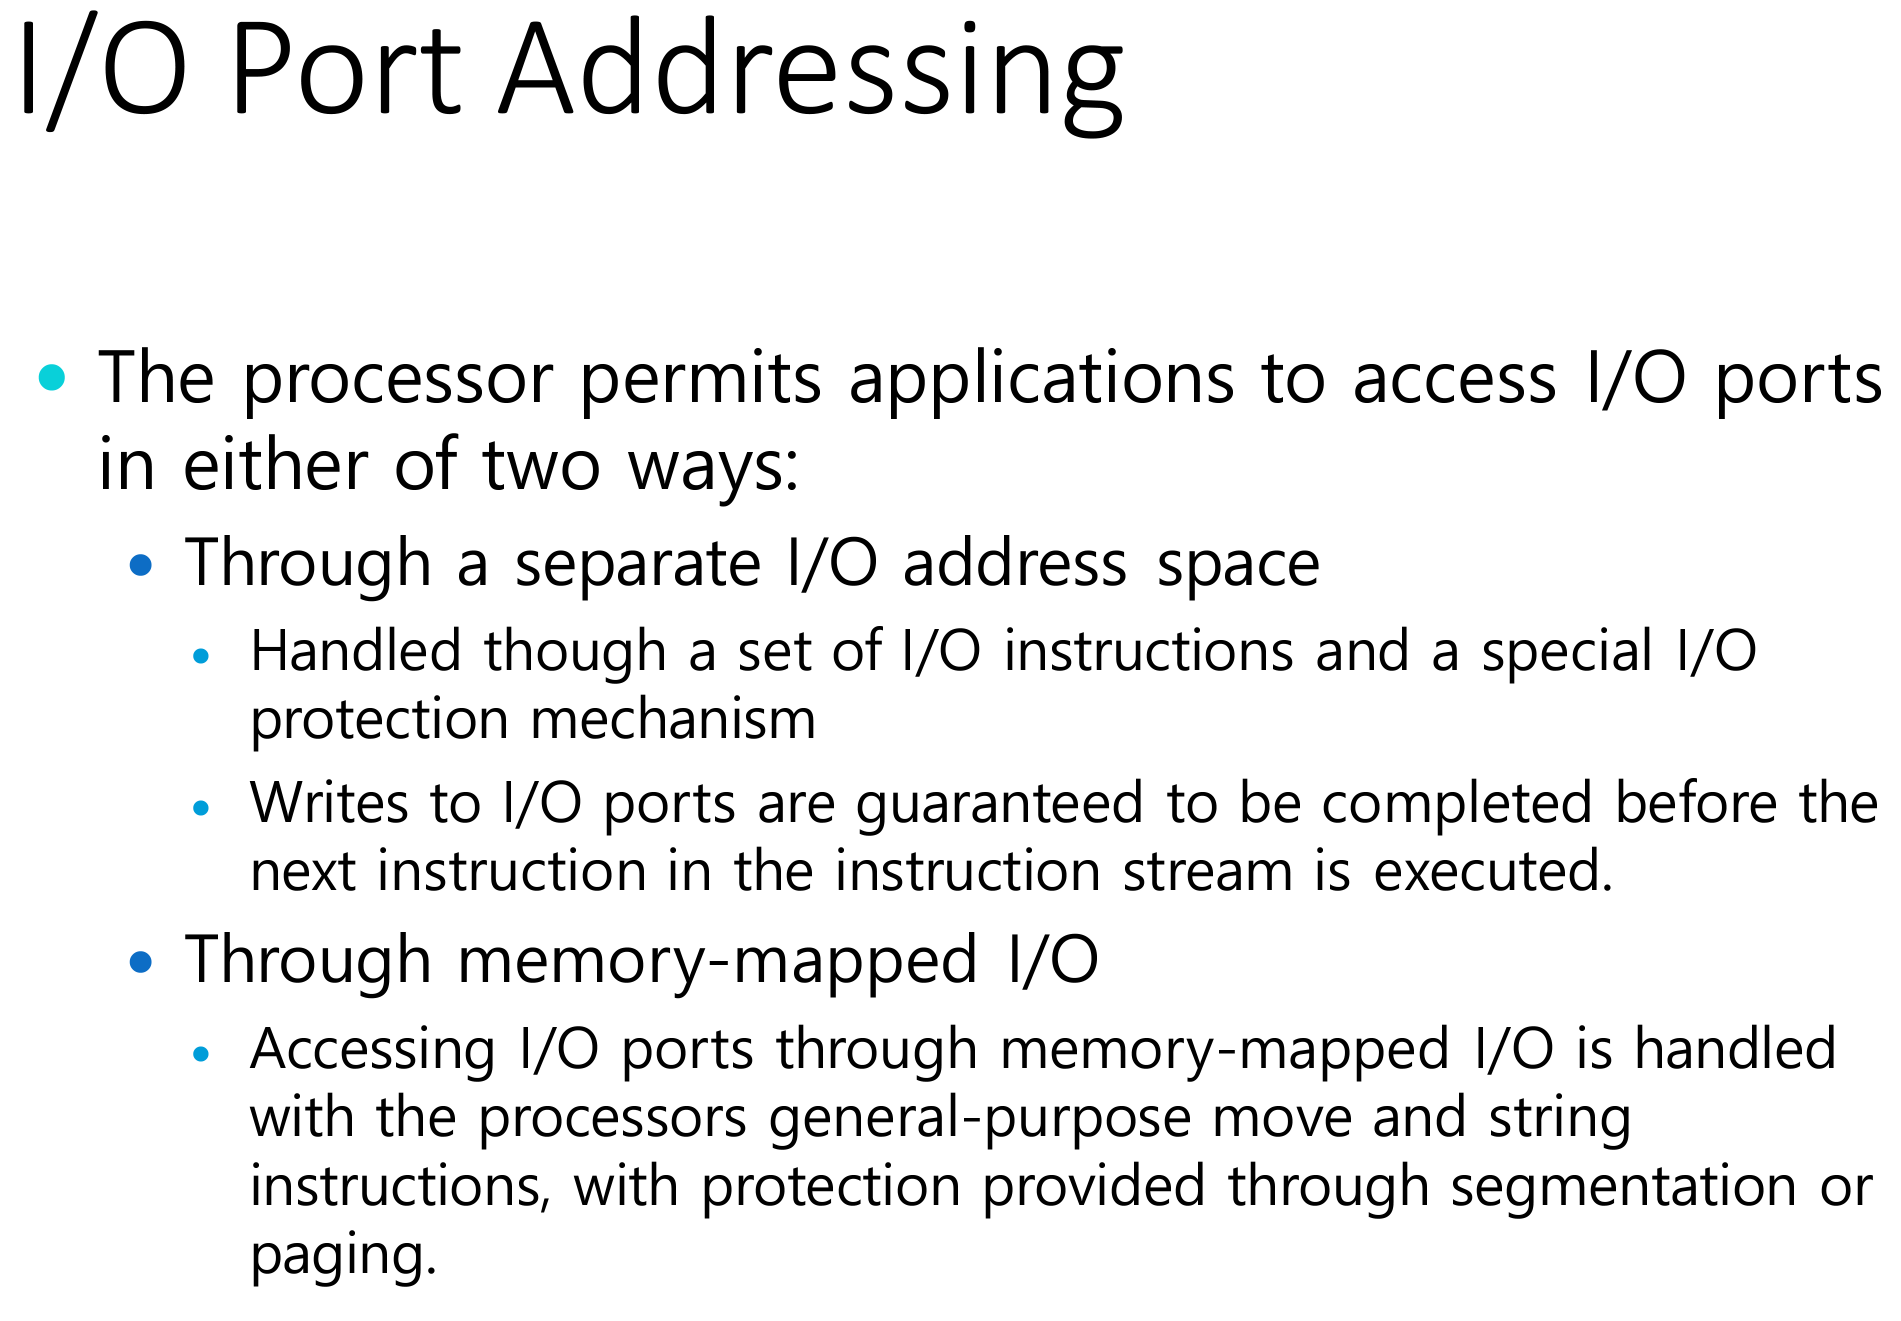 I/O Port Addressing
• The processor permits applications to access I/O ports
in either of two ways:
• Through a separate I/O address space
• Handled though a set of I/O instructions and a special I/O
protection mechanism
• Writes to I/O ports are guaranteed to be completed before the
next instruction in the instruction stream is executed.
• Through memory-mapped I/O
• Accessing I/O ports through memory-mapped I/O is handled
with the processors general-purpose move and string
instructions, with protection provided through segmentation or
paging.